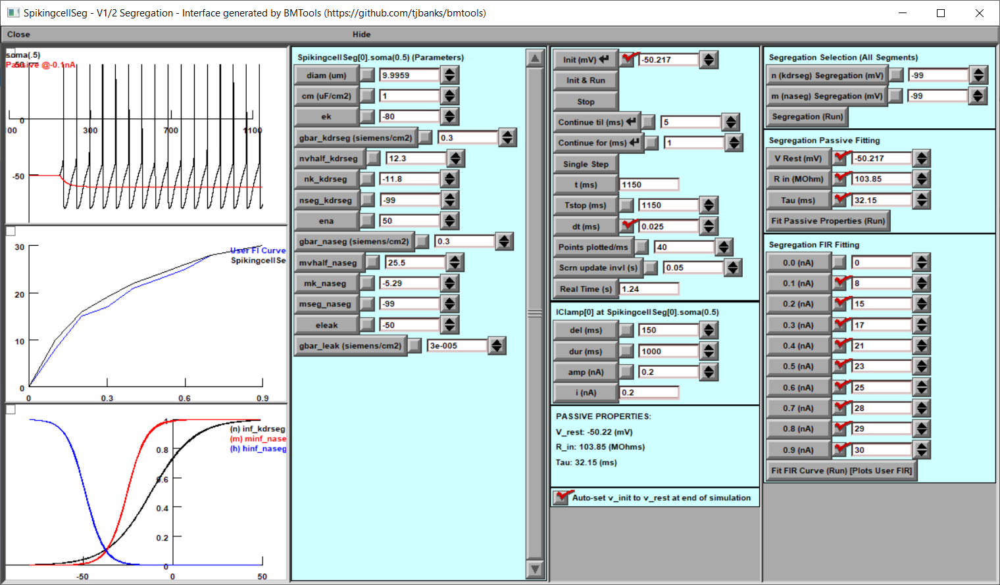 SpikingcellSeg - V1/2 Segregation - Interface generated by BMTools (https://github.com/tjbanks/bmtools)
Close
Hide
soma(.5)
Passive @-0.1nA
50
0
00
300
700
1100
-50
30
20
10
0
0
0.3
0.6
0.9
User FI Curve
SpikingcellSe
1
0.8
0.6
0.4
0.2
0
-50
0
50
(n) inf_kdrseg
(m) minf_nase
(h) hinf_naseg
SpikingcellSeg[0].soma(0.5) (Parameters)
diam (um) 9.9959
cm (uF/cm2) 1
ek -80
gbar_kdrseg (siemens/cm2) 0.3
nvhalf_kdrseg 12.3
nk_kdrseg -11.8
nseg_kdrseg -99
ena 50
gbar_naseg (siemens/cm2) 0.3
mvhalf_naseg 25.5
mk_naseg -5.29
mseg_naseg -99
eleak -50
gbar_leak (siemens/cm2) 3e-005
Init (mV) -50.217
Init & Run
Stop
Continue til (ms) 5
Continue for (ms) 1
Single Step
t (ms) 1150
Tstop (ms) 1150
dt (ms) 0.025
Points plotted/ms 40
Scrn update invl (s) 0.05
Real Time (s) 1.24
IClamp[0] at SpikingcellSeg[0].soma(0.5)
del (ms) 150
dur (ms) 1000
amp (nA) 0.2
i (nA) 0.2
PASSIVE PROPERTIES:
V_rest: -50.22 (mV)
R_in: 103.85 (MOhms)
Tau: 32.15 (ms)
Auto-set v_init to v_rest at end of simulation
Segregation Selection (All Segments)
n (kdrseg) Segregation (mV) -99
m (naseg) Segregation (mV) -99
Segregation (Run)
Segregation Passive Fitting
V Rest (mV) -50.217
R in (MOhm) 103.85
Tau (ms) 32.15
Fit Passive Properties (Run)
Segregation FIR Fitting
0.0 (nA) 0
0.1 (nA) 8
0.2 (nA) 15
0.3 (nA) 17
0.4 (nA) 21
0.5 (nA) 23
0.6 (nA) 25
0.7 (nA) 28
0.8 (nA) 29
0.9 (nA) 30
Fit FIR Curve (Run) [Plots User FIR]